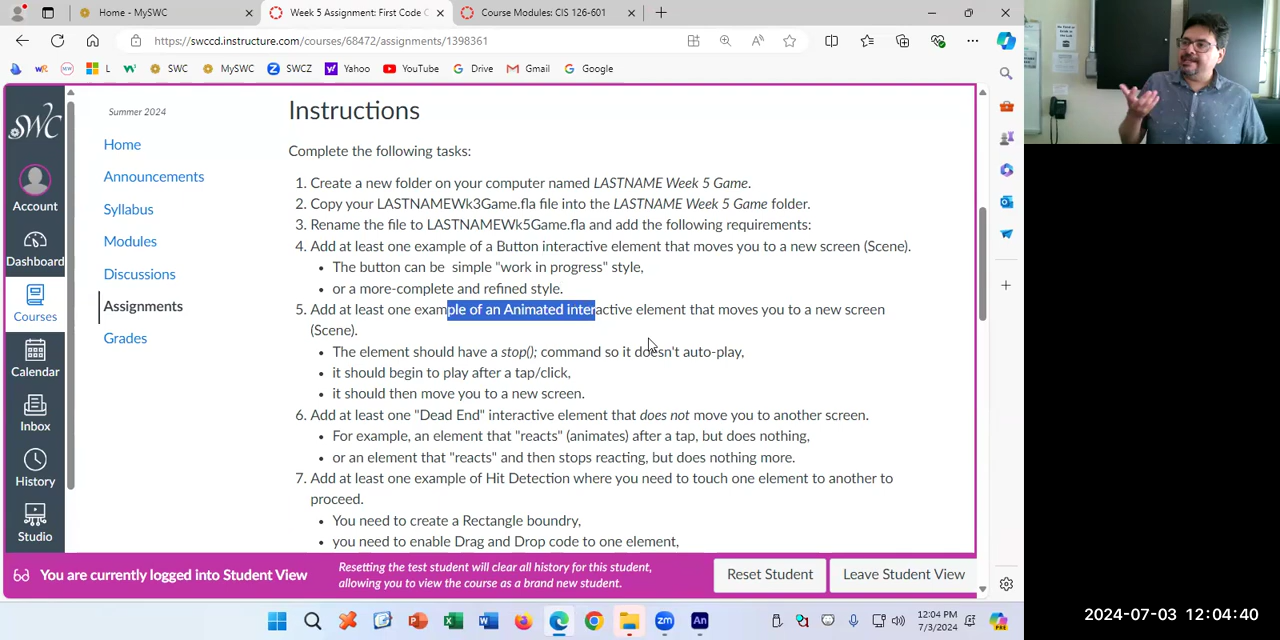 Home - MySWC
Week 5 Assignment: First Code G
Course Modules: CIS 126-601
https://swccd.instructure.com/courses/68472/assignments/1398361
L
SWC
MySWC
SWCZ
Yahoo
YouTube
Drive
Gmail
Google
SWC
Account
Dashboard
Courses
Calendar
Inbox
History
Studio
Summer 2024
Home
Announcements
Syllabus
Modules
Discussions
Assignments
Grades
Instructions
Complete the following tasks:
1. Create a new folder on your computer named LASTNAME Week 5 Game.
2. Copy your LASTNAMEWk3Game.fla file into the LASTNAME Week 5 Game folder.
3. Rename the file to LASTNAMEWk5Game.fla and add the following requirements:
4. Add at least one example of a Button interactive element that moves you to a new screen (Scene).
• The button can be simple "work in progress" style,
• or a more-complete and refined style.
5. Add at least one example of an Animated interactive element that moves you to a new screen
(Scene).
• The element should have a stop(); command so it doesn't auto-play,
• it should begin to play after a tap/click,
• it should then move you to a new screen.
6. Add at least one "Dead End" interactive element that does not move you to another screen.
• For example, an element that "reacts" (animates) after a tap, but does nothing,
• or an element that "reacts" and then stops reacting, but does nothing more.
7. Add at least one example of Hit Detection where you need to touch one element to another to
proceed.
• You need to create a Rectangle boundry,
• you need to enable Drag and Drop code to one element,
You are currently logged into Student View
Resetting the test student will clear all history for this student,
allowing you to view the course as a brand new student.
Reset Student
Leave Student View
12:04 PM
7/3/2024
2024-07-03 12:04:40